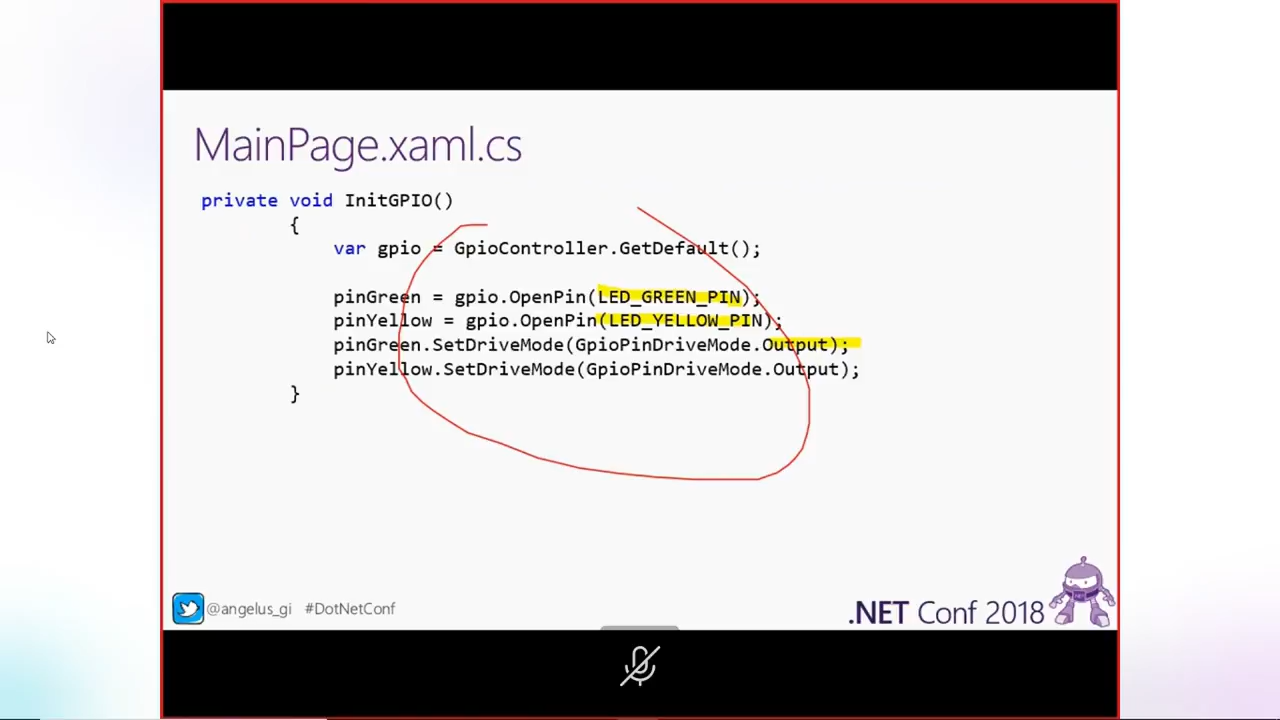 MainPage.xaml.cs
private void InitGPIO()
{
var gpio = GpioController.GetDefault();
pinGreen = gpio.OpenPin(LED_GREEN_PIN);
pinYellow = gpio.OpenPin(LED_YELLOW_PIN);
pinGreen.SetDriveMode(GpioPinDriveMode.Output);
pinYellow.SetDriveMode(GpioPinDriveMode.Output);
}
@angelus_gi #DotNetConf
.NET Conf 2018